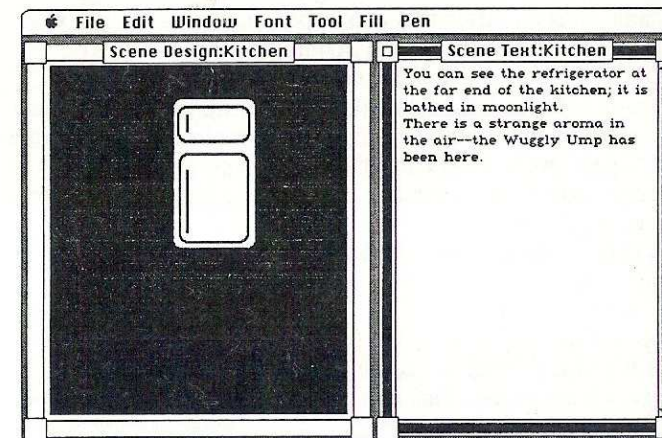 File Edit Window Font Tool Fill Pen
Scene Design:Kitchen
Scene Text:Kitchen
You can see the refrigerator at
the far end of the kitchen; it is
bathed in moonlight.
There is a strange aroma in
the air--the Wuggly Ump has
been here.